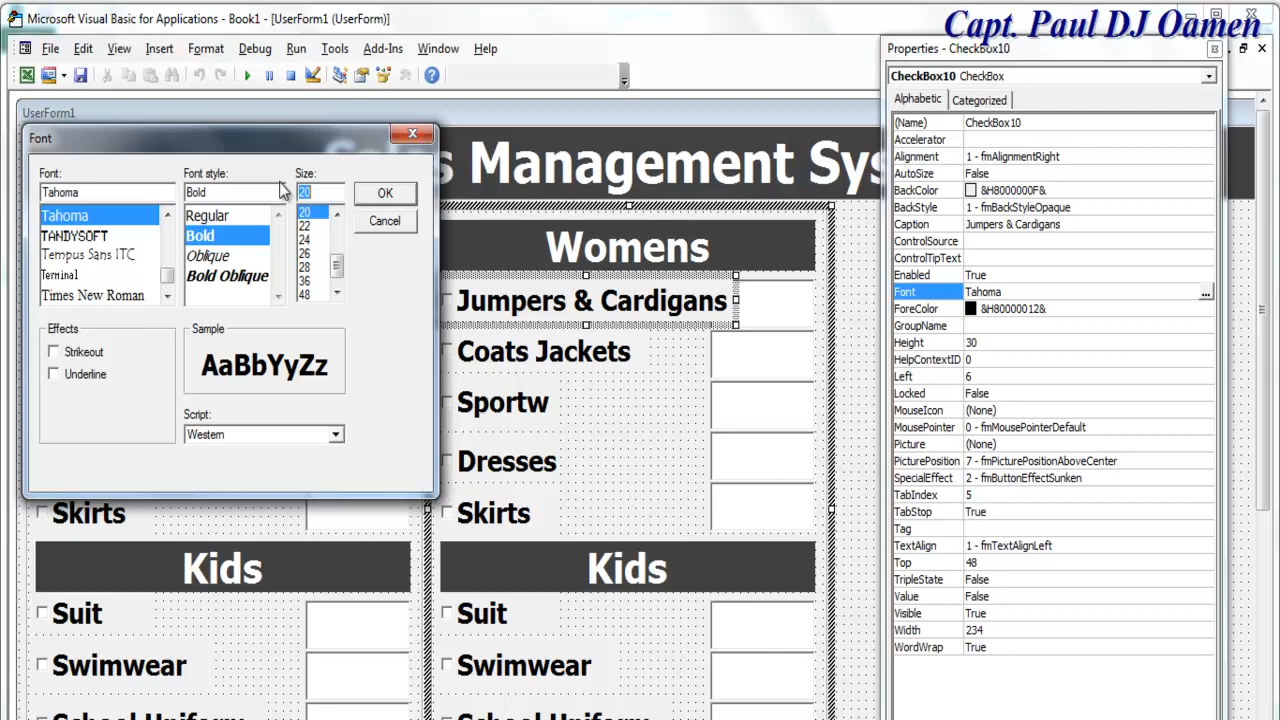 Microsoft Visual Basic for Applications - Book1 - [UserForm1 (UserForm)]
Capt. Paul DJ Oamen
File Edit View Insert Format Debug Run Tools Add-Ins Window Help
Properties - CheckBox10
CheckBox10 CheckBox
Alphabetic Categorized
(Name) CheckBox10
Accelerator
Alignment 1 - fmAlignmentRight
AutoSize False
BackColor &H8000000F&
BackStyle 1 - fmBackStyleOpaque
Caption Jumpers & Cardigans
ControlSource
ControlTipText
Enabled True
Font Tahoma ...
ForeColor &H80000012&
GroupName
Height 30
HelpContextID 0
Left 6
Locked False
MouseIcon (None)
MousePointer 0 - fmMousePointerDefault
Picture (None)
PicturePosition 7 - fmPicturePositionAboveCenter
SpecialEffect 2 - fmButtonEffectSunken
TabIndex 5
TabStop True
Tag
TextAlign 1 - fmTextAlignLeft
Top 48
TripleState False
Value False
Visible True
Width 234
WordWrap True
UserForm1
Font
Font: Font style: Size:
Tahoma Bold 20 OK
Tahoma Regular 20 Cancel
TANDYSOFT Bold 22
Tempus Sans ITC Oblique 24
Terminal Bold Oblique 26
Times New Roman 28
36
48
Effects Sample
Strikeout
Underline
AaBbYyZz
Script:
Western
s Management Sys
Womens
Jumpers & Cardigans
Coats Jackets
Sportw
Dresses
Skirts Skirts
Kids Kids
Suit Suit
Swimwear Swimwear
School Uniform School Uniform